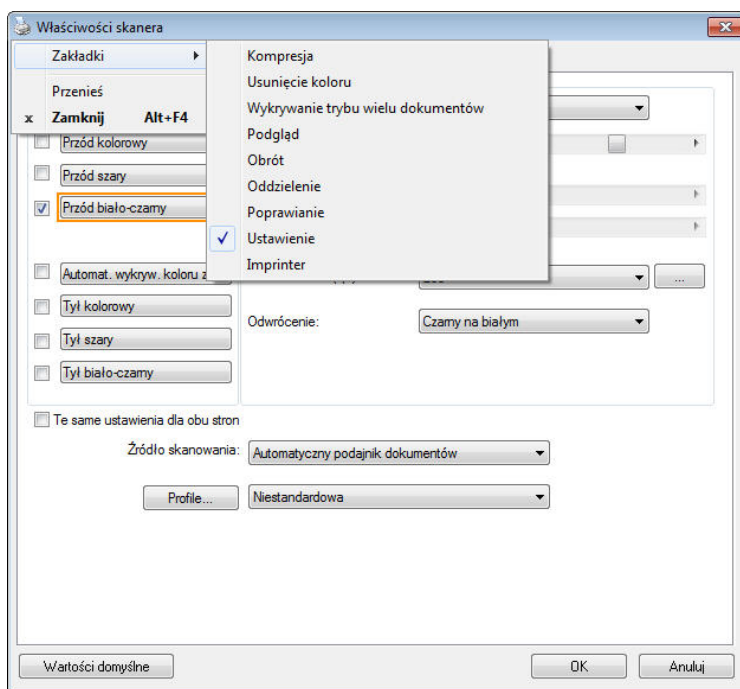 Właściwości skanera
Zakładki
Przenieś
x Zamknij Alt+F4
Kompresja
Usunięcie koloru
Wykrywanie trybu wielu dokumentów
Podgląd
Obrót
Oddzielenie
Poprawianie
Ustawienie
Imprinter
Przód kolorowy
Przód szary
Przód biało-czarny
Automat. wykryw. koloru z
Tył kolorowy
Tył szary
Tył biało-czarny
...
Odwrócenie: Czarny na białym
Te same ustawienia dla obu stron
Źródło skanowania: Automatyczny podajnik dokumentów
Profile... Niestandardowa
Wartości domyślne OK Anuluj